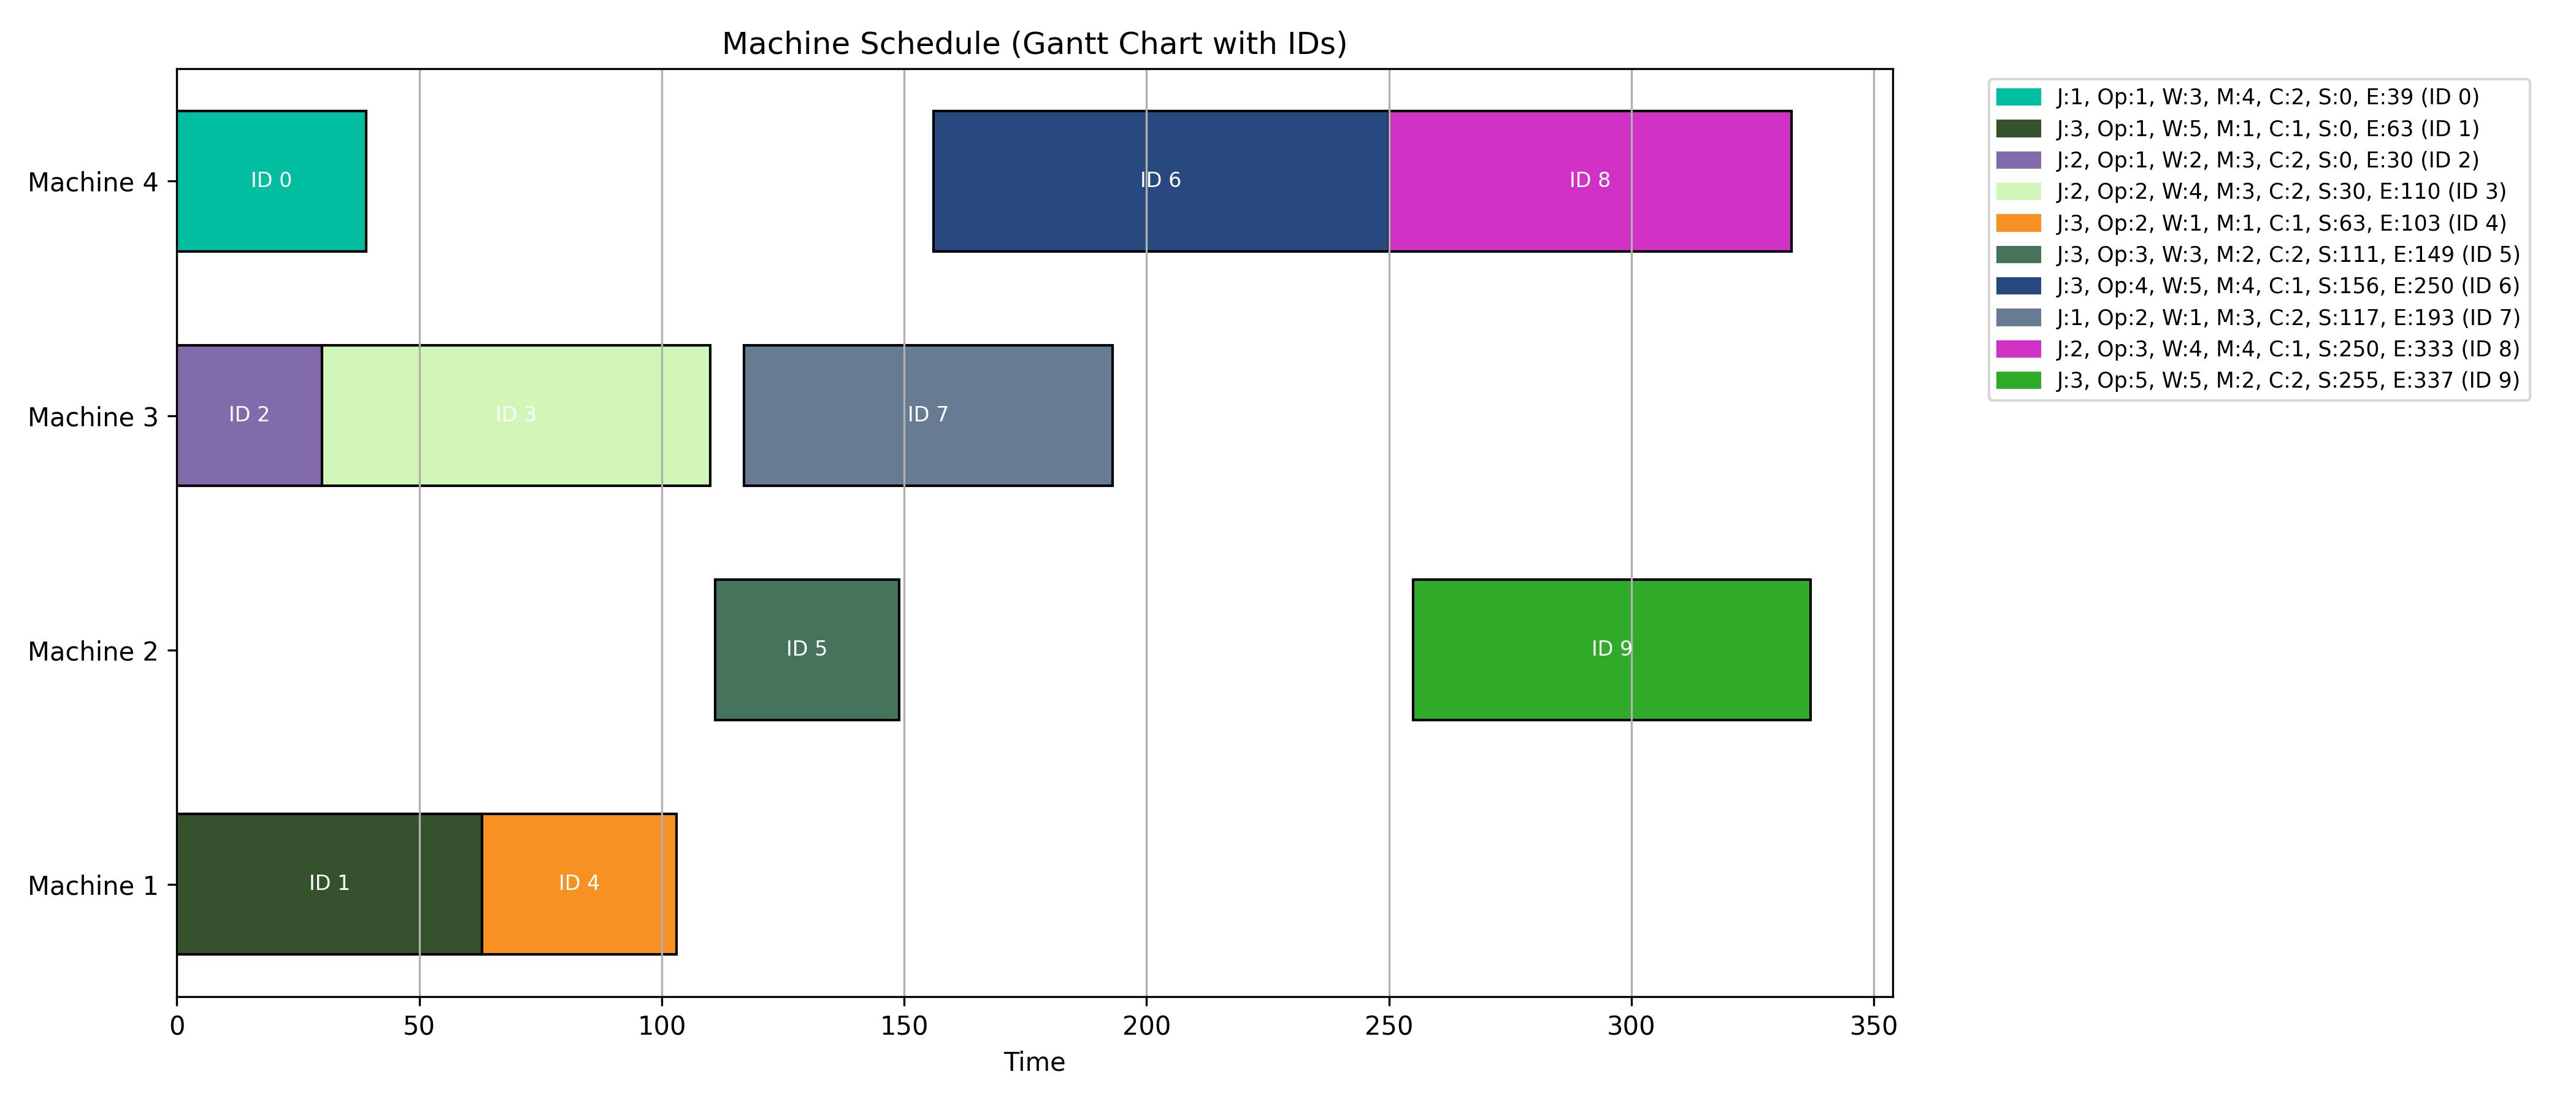 Machine Schedule (Gantt Chart with IDs)
Machine 4
ID 0
ID 6
ID 8
Machine 3
ID 2
ID 3
ID 7
Machine 2
ID 5
ID 9
Machine 1
ID 1
ID 4
0 50 100 150 200 250 300 350
Time
J:1, Op:1, W:3, M:4, C:2, S:0, E:39 (ID 0)
J:3, Op:1, W:5, M:1, C:1, S:0, E:63 (ID 1)
J:2, Op:1, W:2, M:3, C:2, S:0, E:30 (ID 2)
J:2, Op:2, W:4, M:3, C:2, S:30, E:110 (ID 3)
J:3, Op:2, W:1, M:1, C:1, S:63, E:103 (ID 4)
J:3, Op:3, W:3, M:2, C:2, S:111, E:149 (ID 5)
J:3, Op:4, W:5, M:4, C:1, S:156, E:250 (ID 6)
J:1, Op:2, W:1, M:3, C:2, S:117, E:193 (ID 7)
J:2, Op:3, W:4, M:4, C:1, S:250, E:333 (ID 8)
J:3, Op:5, W:5, M:2, C:2, S:255, E:337 (ID 9)